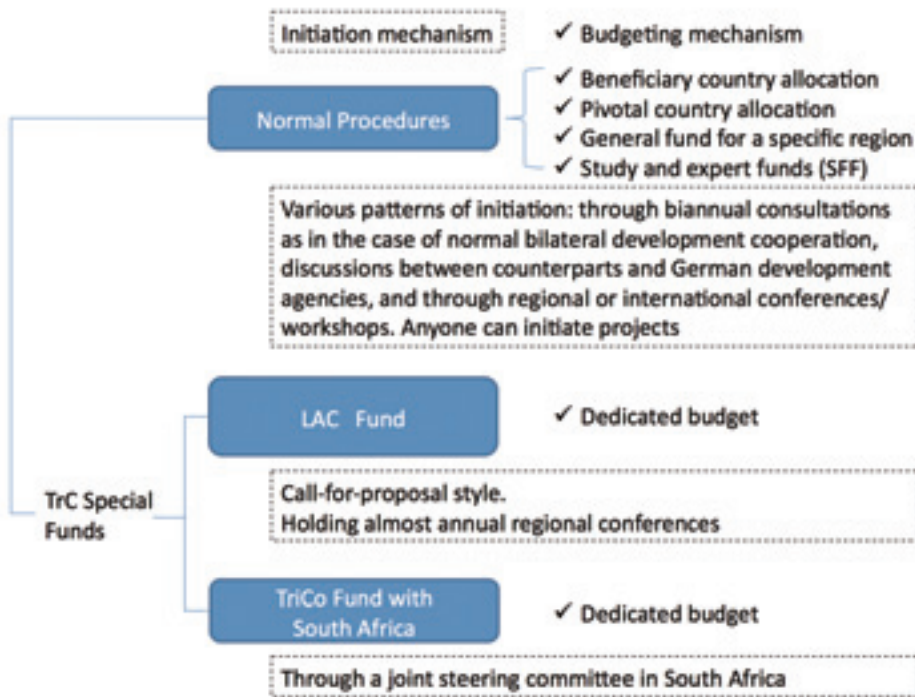 Initiation mechanism
✓ Budgeting mechanism
Normal Procedures
✓ Beneficiary country allocation
✓ Pivotal country allocation
✓ General fund for a specific region
✓ Study and expert funds (SFF)
Various patterns of initiation: through biannual consultations
as in the case of normal bilateral development cooperation,
discussions between counterparts and German development
agencies, and through regional or international conferences/
workshops. Anyone can initiate projects
LAC Fund
✓ Dedicated budget
Call-for-proposal style.
Holding almost annual regional conferences
TrC Special
Funds
TriCo Fund with
South Africa
✓ Dedicated budget
Through a joint steering committee in South Africa